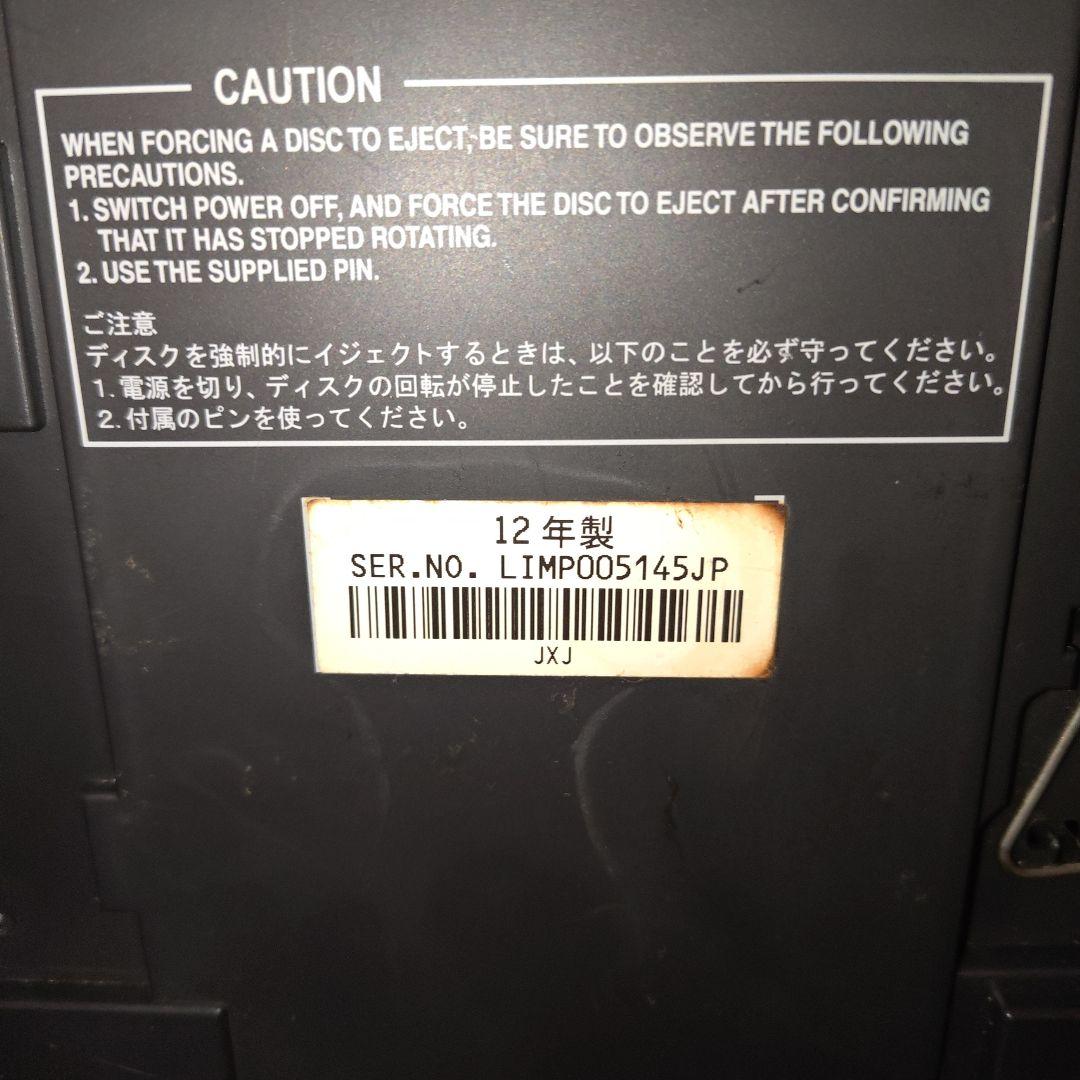 CAUTION
WHEN FORCING A DISC TO EJECT, BE SURE TO OBSERVE THE FOLLOWING
PRECAUTIONS.
1. SWITCH POWER OFF, AND FORCE THE DISC TO EJECT AFTER CONFIRMING
THAT IT HAS STOPPED ROTATING.
2. USE THE SUPPLIED PIN.
ご注意
ディスクを強制的にイジェクトするときは、以下のことを必ず守ってください。
1. 電源を切り、ディスクの回転が停止したことを確認してから行ってください。
2. 付属のピンを使ってください。
12年製
SER.NO. LIMP005145JP
JXJ